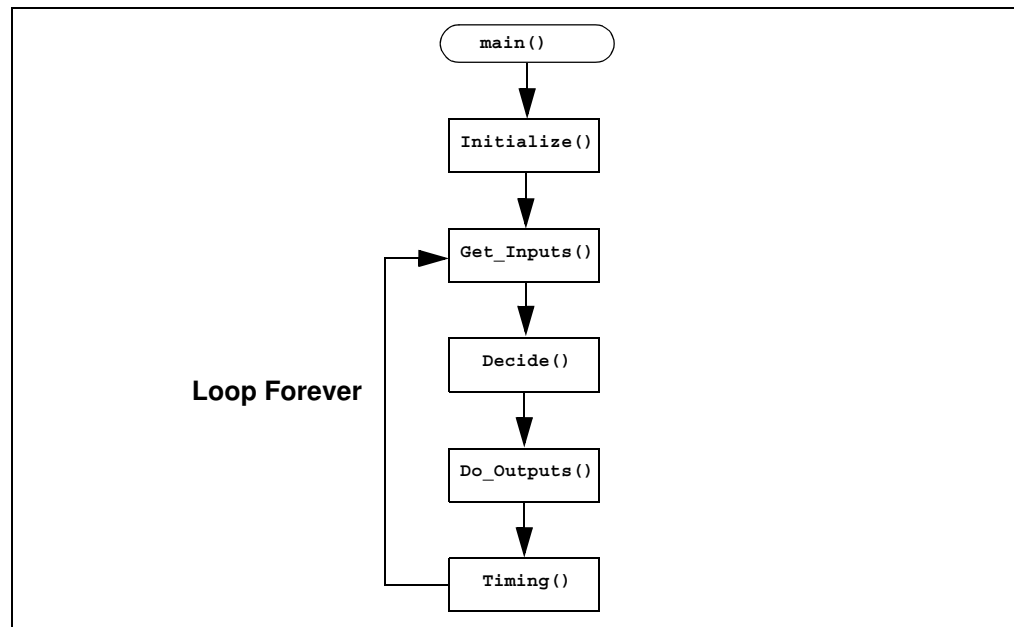 main()
Initialize()
Get_Inputs()
Decide()
Loop Forever
Do_Outputs()
Timing()